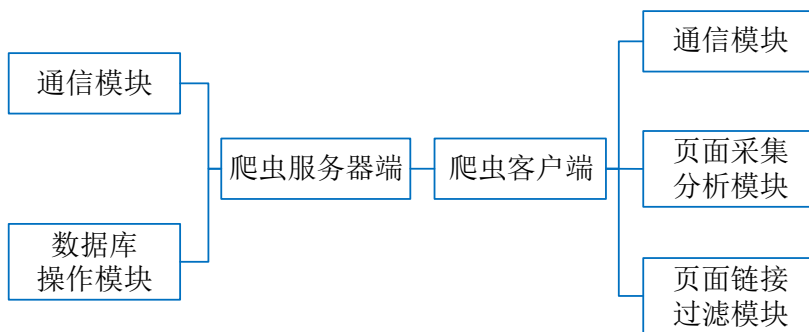 通信模块
通信模块
爬虫服务器端
爬虫客户端
页面采集
分析模块
数据库
操作模块
页面链接
过滤模块